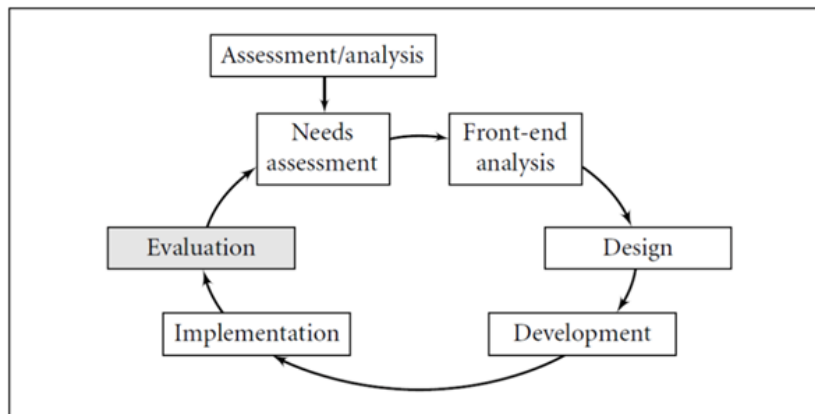 Assessment/analysis
Needs
assessment
Front-end
analysis
Evaluation
Design
Implementation
Development